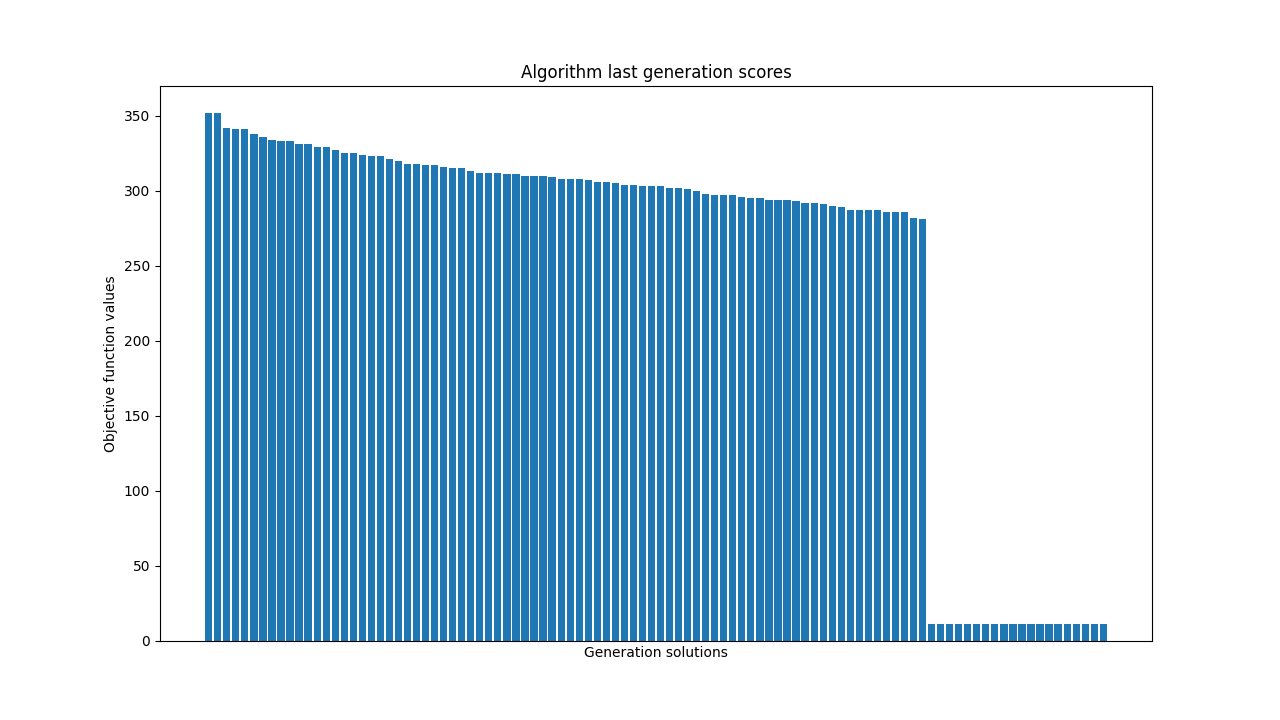 Algorithm last generation scores
350
300
250
200
150
100
50
0
Objective function values
Generation solutions